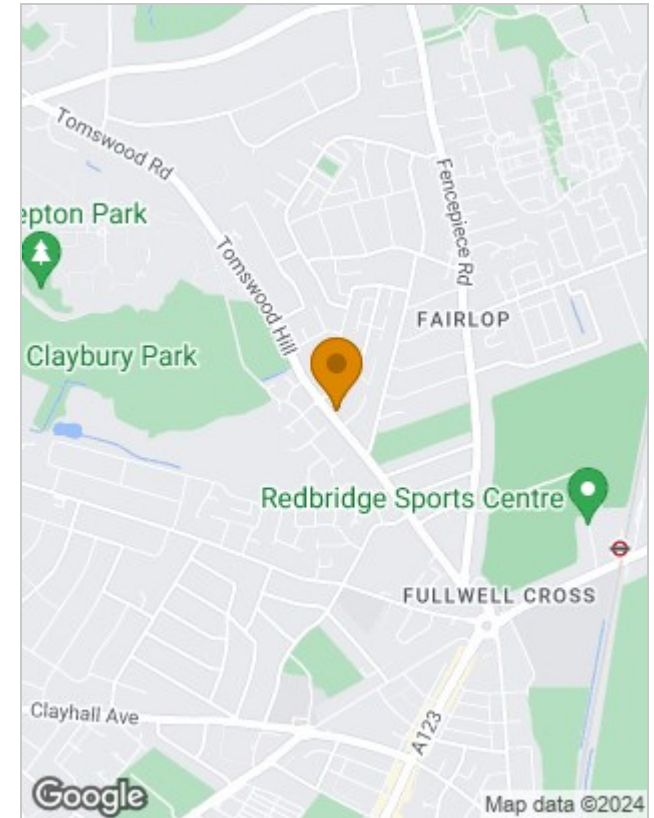 Tomswood Rd
epton Park
Fencepiece Rd
Tomswood Hill
FAIRLOP
Claybury Park
Redbridge Sports Centre
FULLWELL CROSS
Clayhall Ave
A123
Google
Map data ©2024